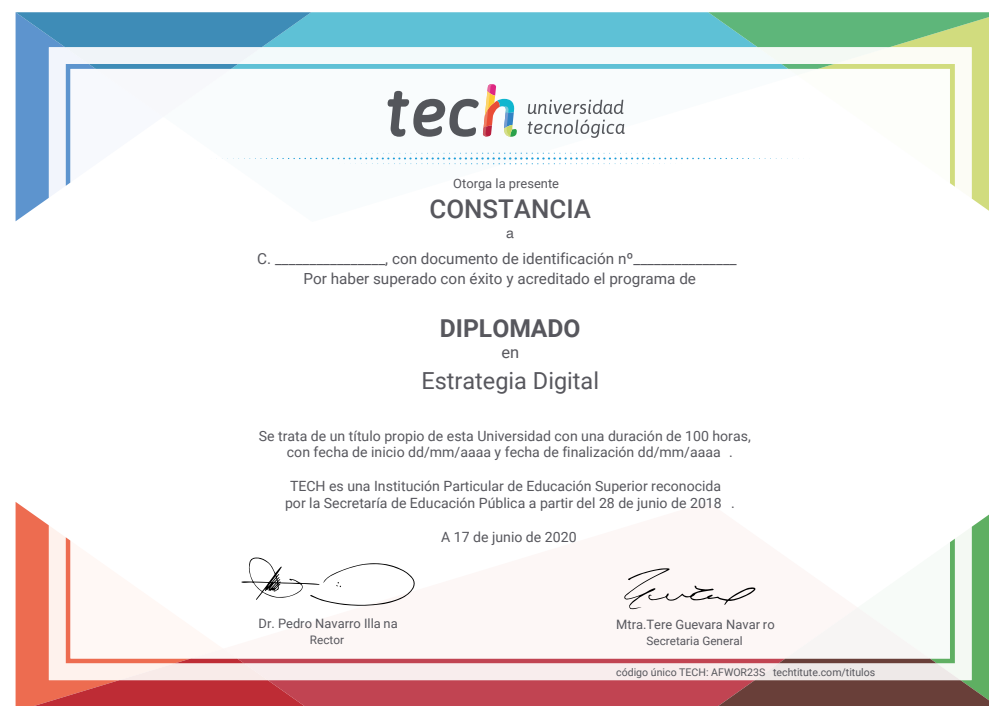 tech universidad
tecnológica
Otorga la presente
CONSTANCIA
a
C. ________________, con documento de identificación nº_______________
Por haber superado con éxito y acreditado el programa de
DIPLOMADO
en
Estrategia Digital
Se trata de un título propio de esta Universidad con una duración de 100 horas,
con fecha de inicio dd/mm/aaaa y fecha de finalización dd/mm/aaaa .
TECH es una Institución Particular de Educación Superior reconocida
por la Secretaría de Educación Pública a partir del 28 de junio de 2018 .
A 17 de junio de 2020
Dr. Pedro Navarro Illa na
Rector
Mtra.Tere Guevara Navar ro
Secretaria General
código único TECH: AFWOR23S techtitute.com/titulos